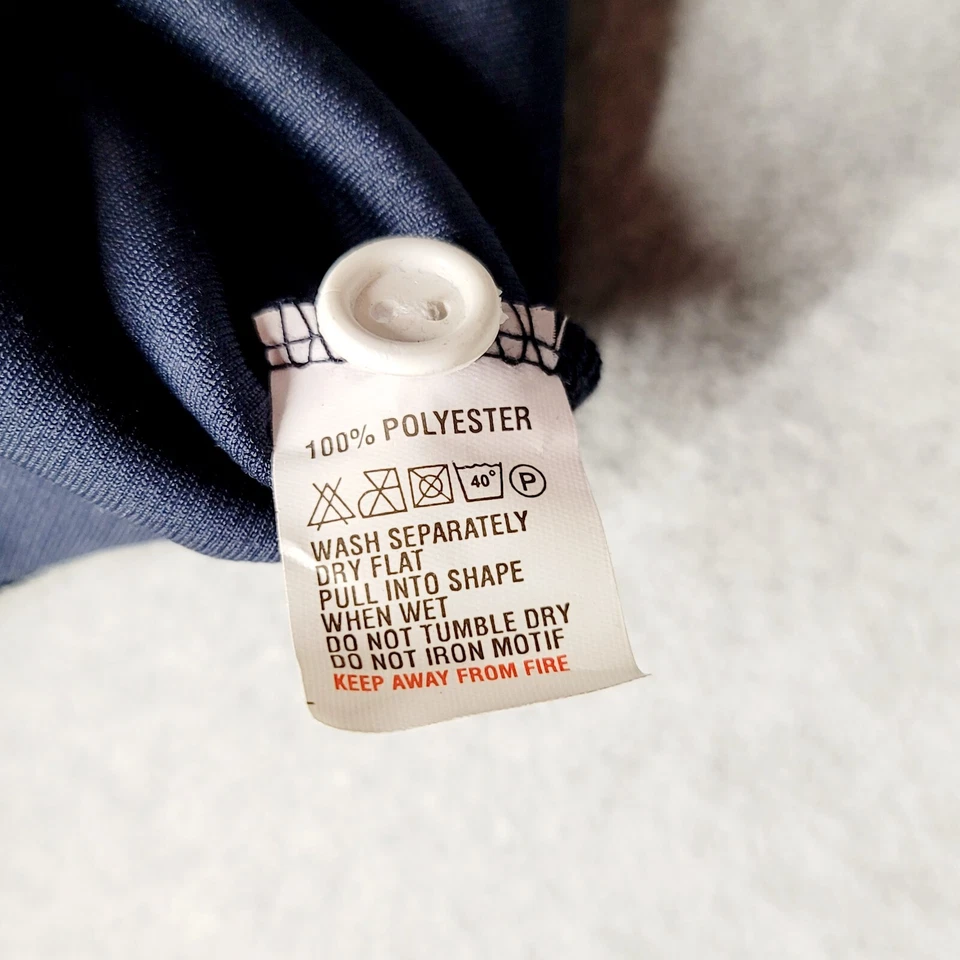 100% POLYESTER
40° P
WASH SEPARATELY
DRY FLAT
PULL INTO SHAPE
WHEN WET
DO NOT TUMBLE DRY
DO NOT IRON MOTIF
KEEP AWAY FROM FIRE